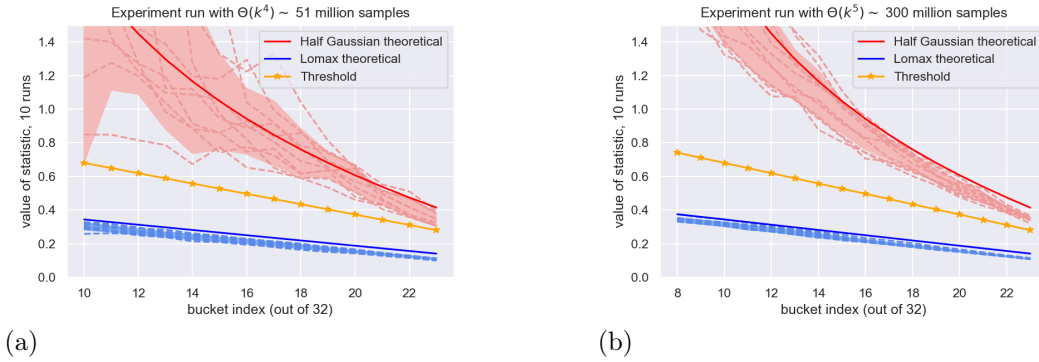 Experiment run with Θ(k⁴) ~ 51 million samples
value of statistic, 10 runs
1.4
1.2
1.0
0.8
0.6
0.4
0.2
0.0
Half Gaussian theoretical
Lomax theoretical
Threshold
10 12 14 16 18 20 22
bucket index (out of 32)
(a)
Experiment run with Θ(k⁵) ~ 300 million samples
value of statistic, 10 runs
1.4
1.2
1.0
0.8
0.6
0.4
0.2
0.0
Half Gaussian theoretical
Lomax theoretical
Threshold
8 10 12 14 16 18 20 22
bucket index (out of 32)
(b)